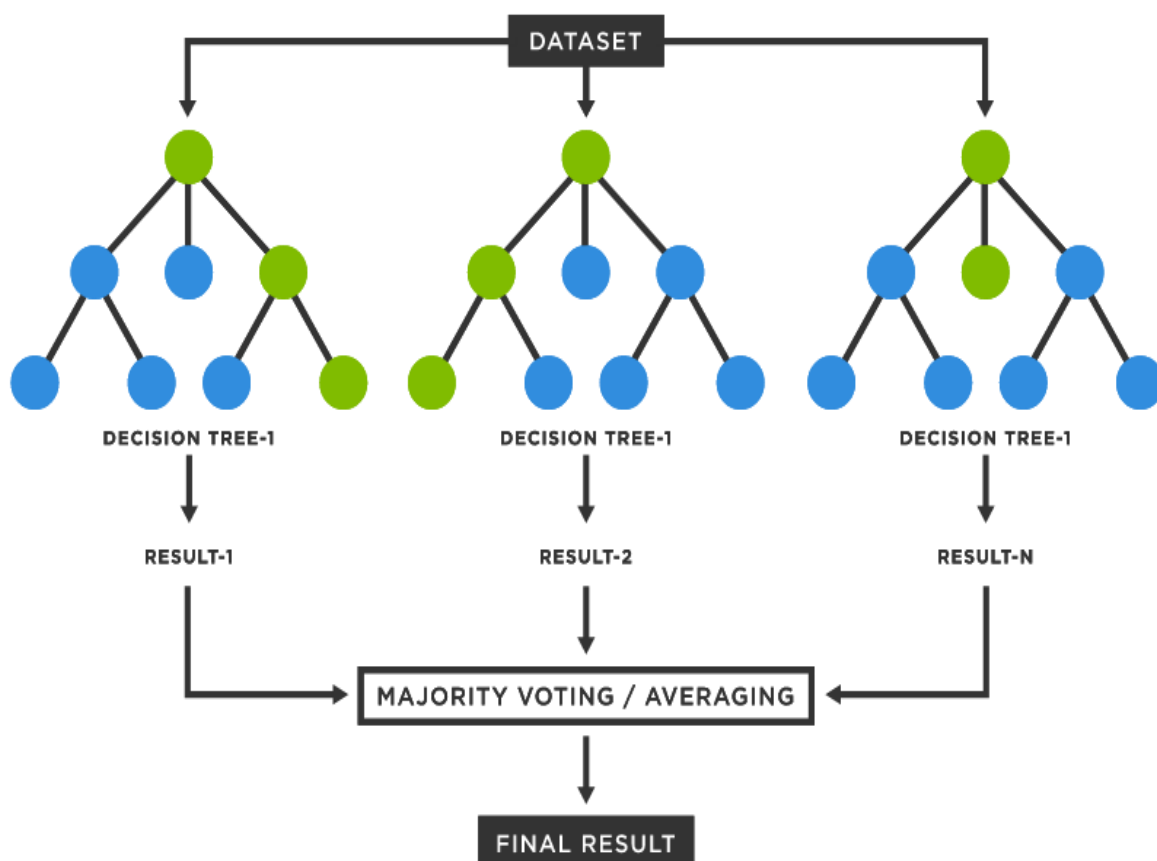 DATASET
DECISION TREE-1
DECISION TREE-1
DECISION TREE-1
RESULT-1
RESULT-2
RESULT-N
MAJORITY VOTING / AVERAGING
FINAL RESULT